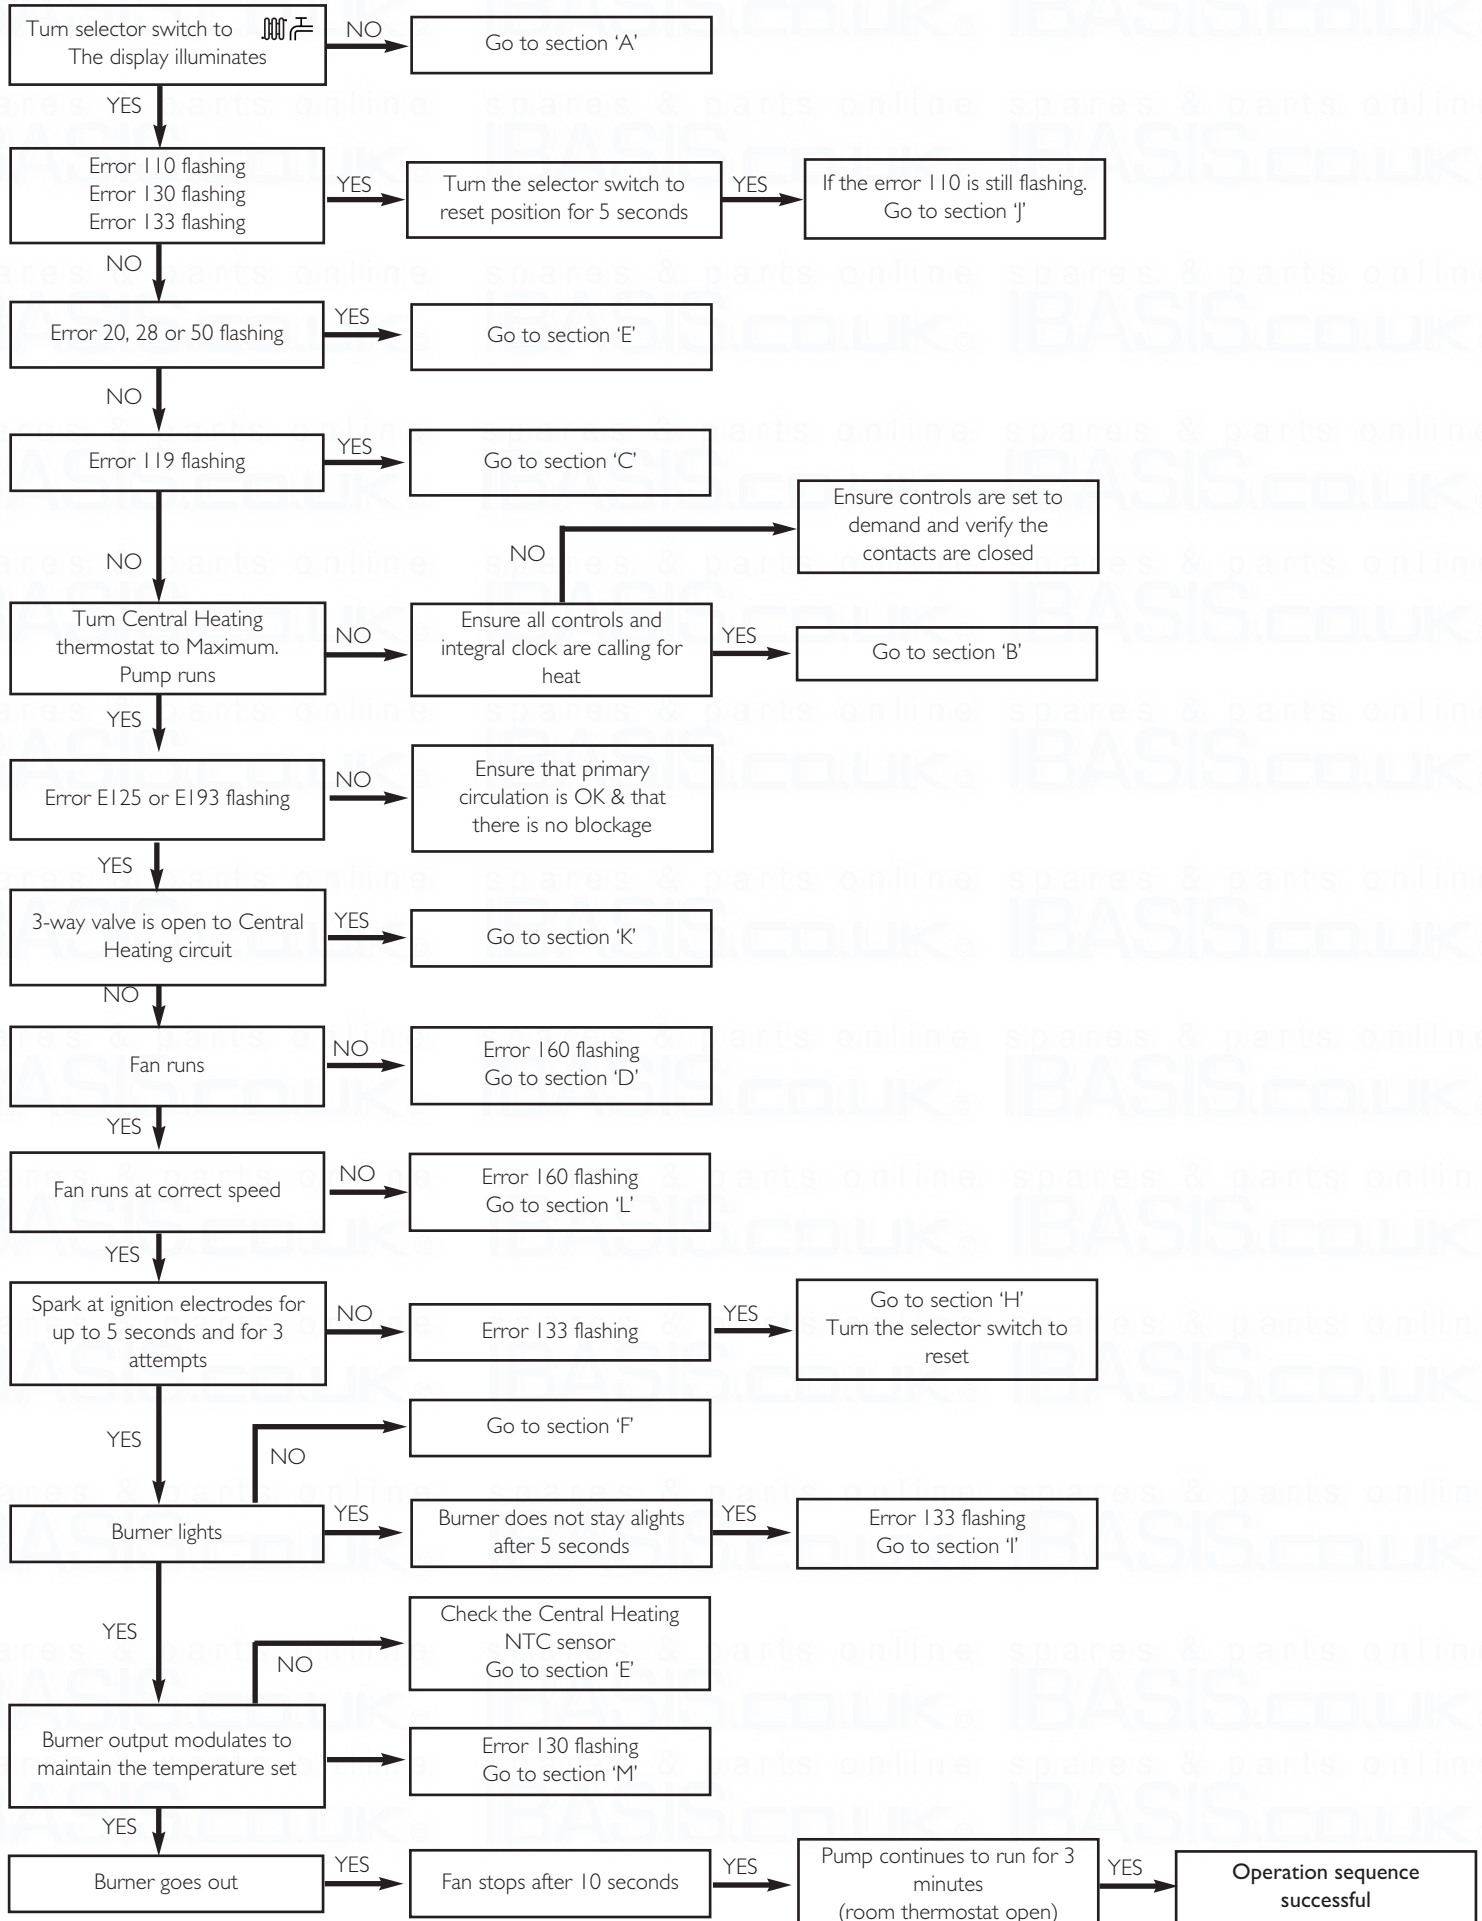 Turn selector switch to
The display illuminates
NO
Go to section ‘A’
YES
Error 110 flashing
Error 130 flashing
Error 133 flashing
YES
Turn the selector switch to
reset position for 5 seconds
YES
If the error 110 is still flashing.
Go to section ‘J’
NO
Error 20, 28 or 50 flashing
YES
Go to section ‘E’
NO
Error 119 flashing
YES
Go to section ‘C’
NO
Turn Central Heating
thermostat to Maximum.
Pump runs
NO
Ensure all controls and
integral clock are calling for
heat
NO
Ensure controls are set to
demand and verify the
contacts are closed
YES
Go to section ‘B’
YES
Error E125 or E193 flashing
NO
Ensure that primary
circulation is OK & that
there is no blockage
YES
3-way valve is open to Central
Heating circuit
YES
Go to section ‘K’
NO
Fan runs
NO
Error 160 flashing
Go to section ‘D’
YES
Fan runs at correct speed
NO
Error 160 flashing
Go to section ‘L’
YES
Spark at ignition electrodes for
up to 5 seconds and for 3
attempts
NO
Error 133 flashing
YES
Go to section ‘H’
Turn the selector switch to
reset
YES
NO
Go to section ‘F’
Burner lights
YES
Burner does not stay alights
after 5 seconds
YES
Error 133 flashing
Go to section ‘I’
YES
NO
Check the Central Heating
NTC sensor
Go to section ‘E’
Burner output modulates to
maintain the temperature set
Error 130 flashing
Go to section ‘M’
YES
Burner goes out
YES
Fan stops after 10 seconds
YES
Pump continues to run for 3
minutes
(room thermostat open)
YES
Operation sequence
successful
spares & parts online
IBASIS.co.uk